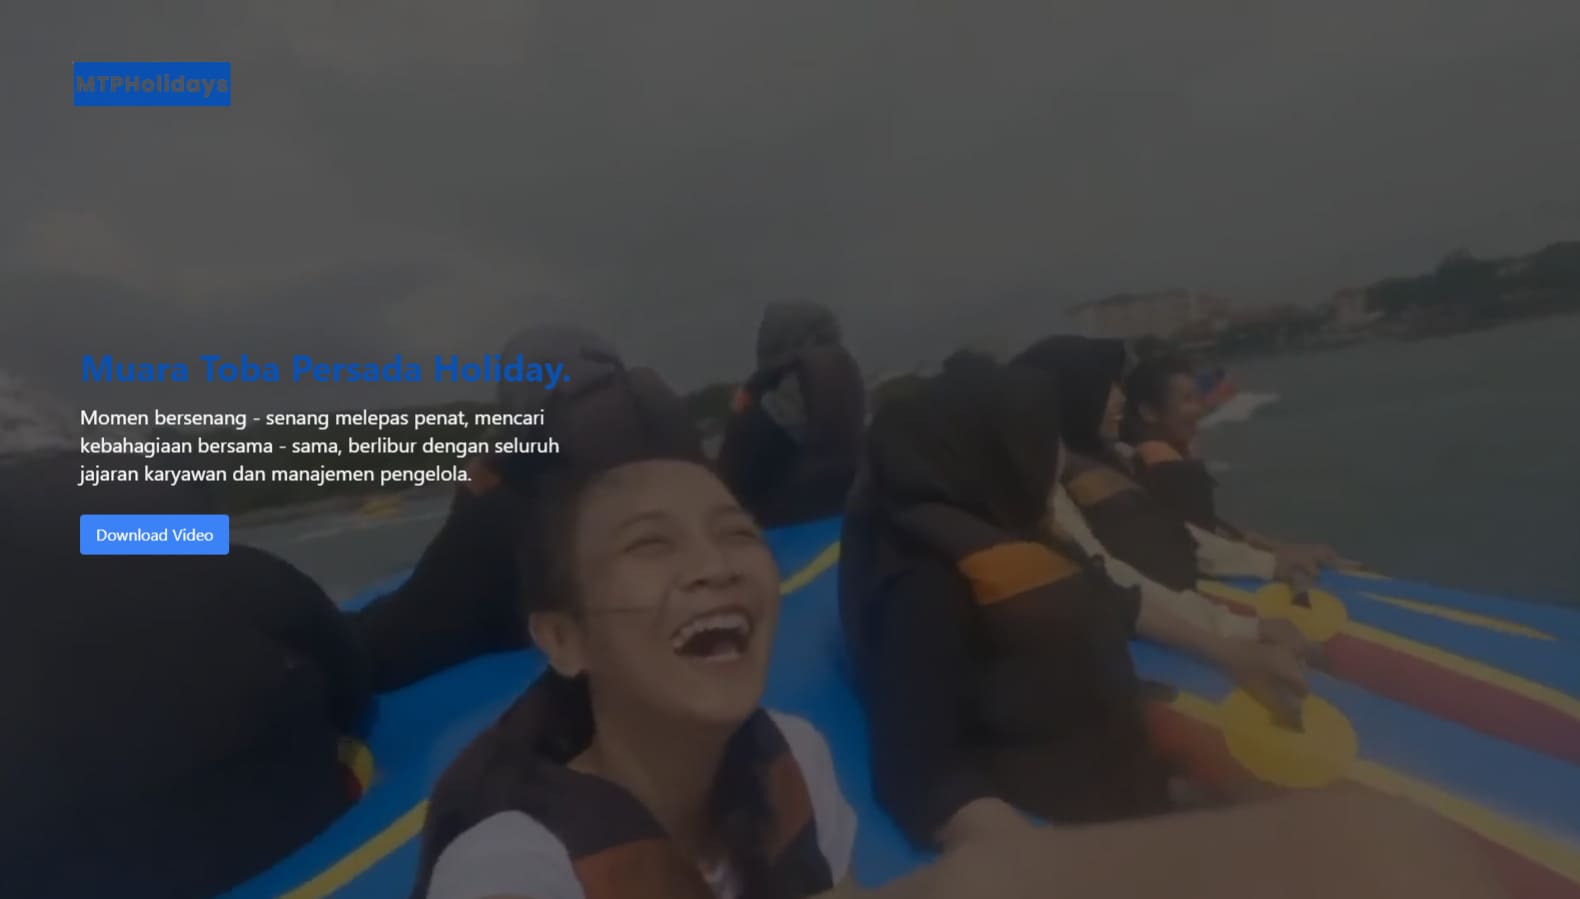 MTPHolidays
Muara Toba Persada Holiday.
Momen bersenang - senang melepas penat, mencari
kebahagiaan bersama - sama, berlibur dengan seluruh
jajaran karyawan dan manajemen pengelola.
Download Video